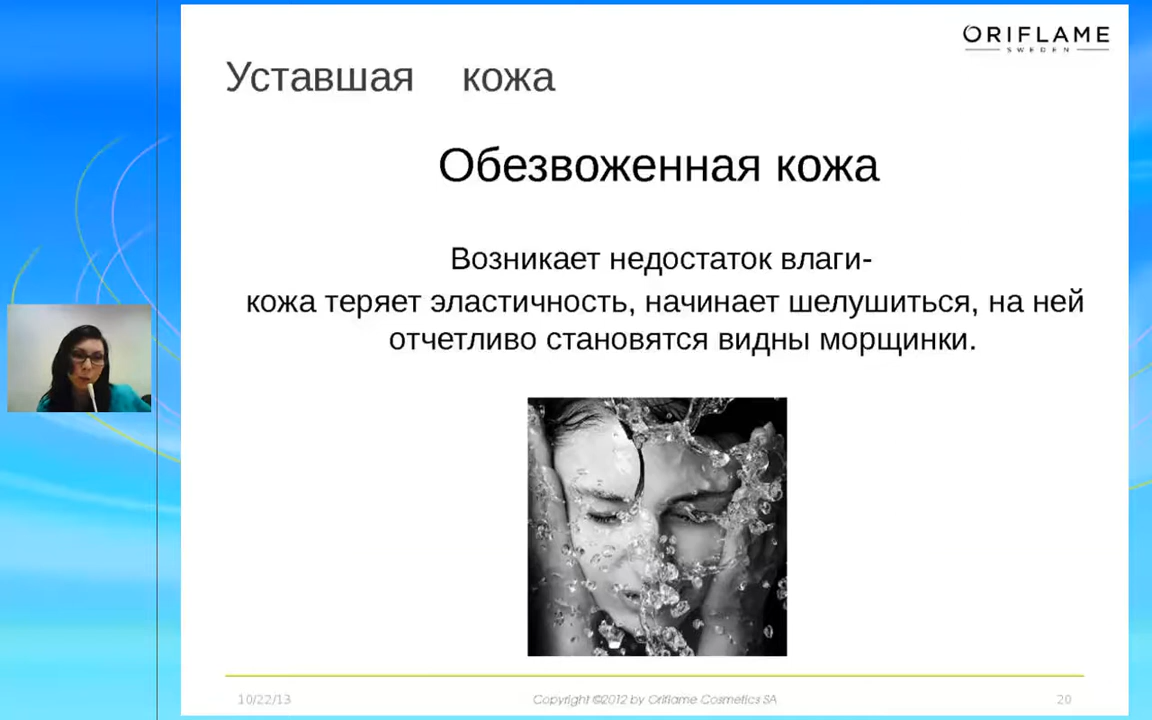 ORIFLAME
SWEDEN
Уставшая кожа
Обезвоженная кожа
Возникает недостаток влаги-
кожа теряет эластичность, начинает шелушиться, на ней
отчетливо становятся видны морщинки.
10/22/13 Copyright ©2012 by Oriflame Cosmetics SA 20